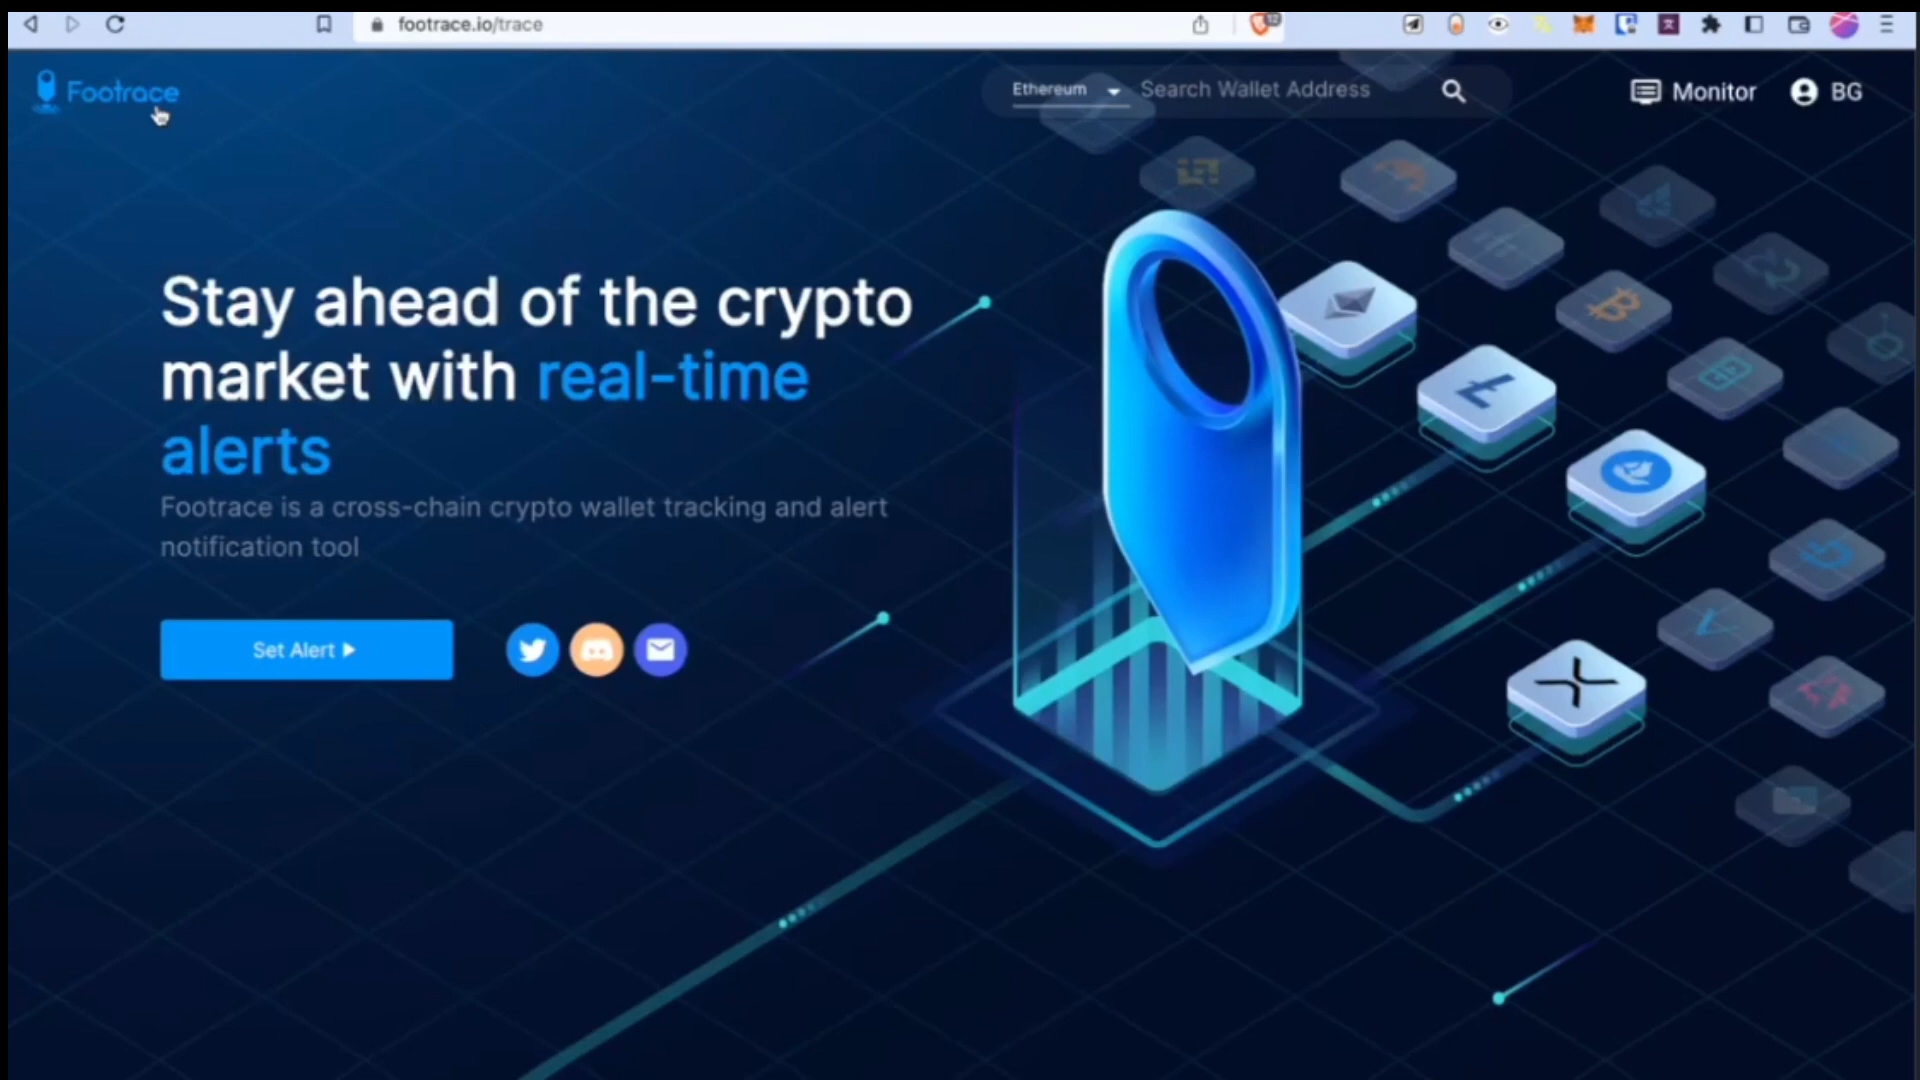 footrace.io/trace
12
Footrace
Ethereum
Search Wallet Address
Monitor
BG
Stay ahead of the crypto
market with real-time
alerts
Footrace is a cross-chain crypto wallet tracking and alert
notification tool
Set Alert